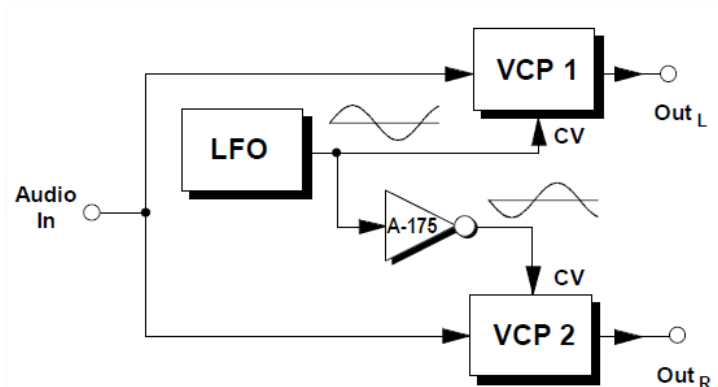 VCP 1
Out L
CV
LFO
Audio
In
A-175
CV
VCP 2
Out R